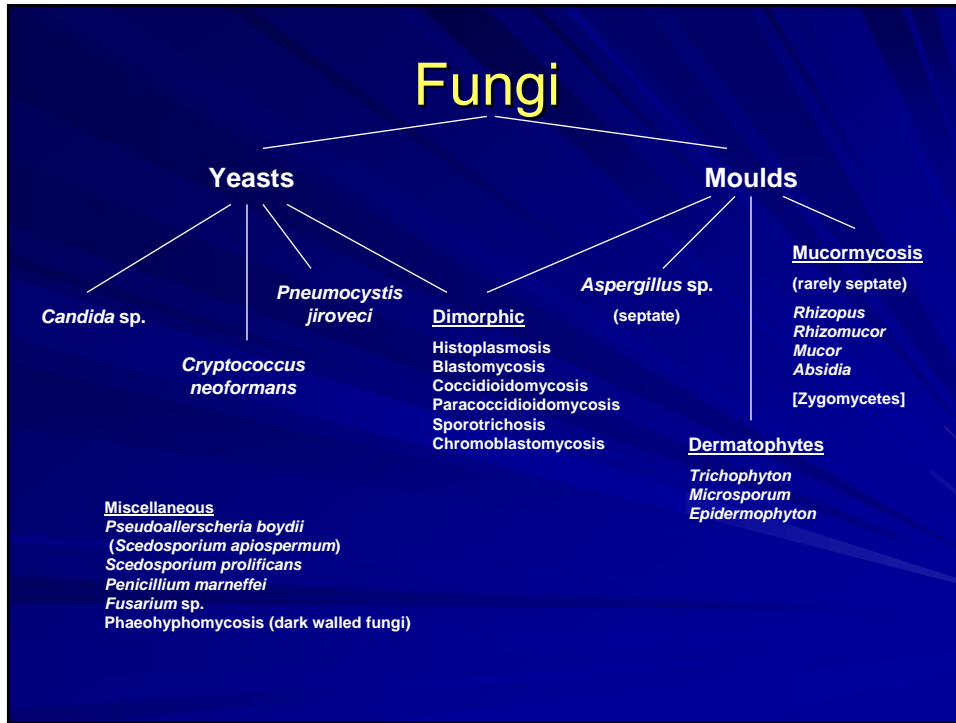 Fungi
Yeasts
Moulds
Candida sp.
Cryptococcus
neoformans
Pneumocystis
jiroveci
Dimorphic
Histoplasmosis
Blastomycosis
Coccidioidomycosis
Paracoccidioidomycosis
Sporotrichosis
Chromoblastomycosis
Aspergillus sp.
(septate)
Mucormycosis
(rarely septate)
Rhizopus
Rhizomucor
Mucor
Absidia
[Zygomycetes]
Dermatophytes
Trichophyton
Microsporum
Epidermophyton
Miscellaneous
Pseudoallerscheria boydii
(Scedosporium apiospermum)
Scedosporium prolificans
Penicillium marneffei
Fusarium sp.
Phaeohyphomycosis (dark walled fungi)